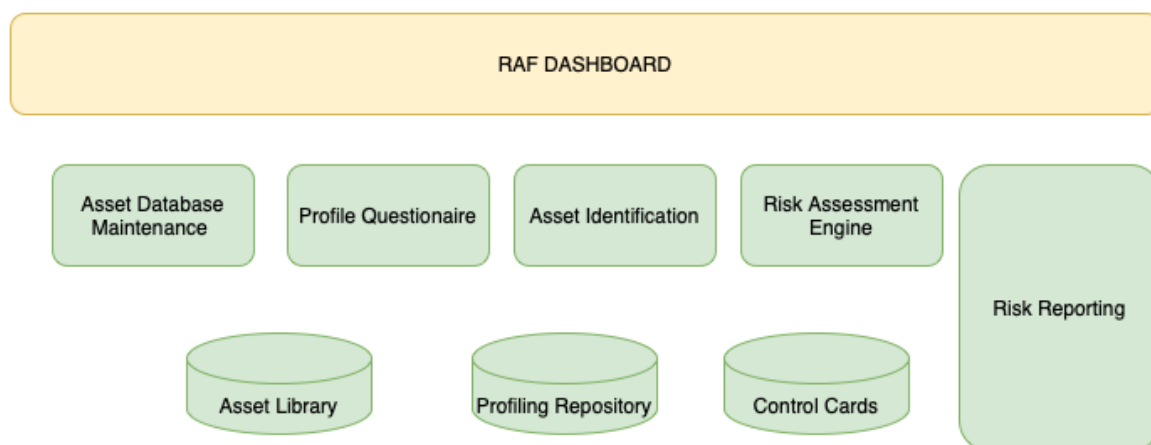 RAF DASHBOARD
Asset Database
Maintenance
Profile Questionaire
Asset Identification
Risk Assessment
Engine
Risk Reporting
Asset Library
Profiling Repository
Control Cards